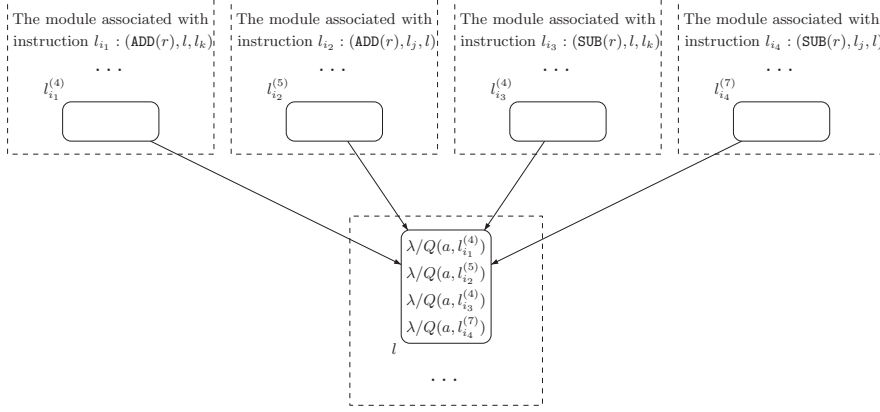 The module associated with
instruction l_{i_1} : (ADD(r), l, l_k)
. . .
l_{i_1}^{(4)}
The module associated with
instruction l_{i_2} : (ADD(r), l_j, l)
. . .
l_{i_2}^{(5)}
The module associated with
instruction l_{i_3} : (SUB(r), l, l_k)
. . .
l_{i_3}^{(4)}
The module associated with
instruction l_{i_4} : (SUB(r), l_j, l)
. . .
l_{i_4}^{(7)}
λ/Q(a, l_{i_1}^{(4)})
λ/Q(a, l_{i_2}^{(5)})
λ/Q(a, l_{i_3}^{(4)})
λ/Q(a, l_{i_4}^{(7)})
l
. . .